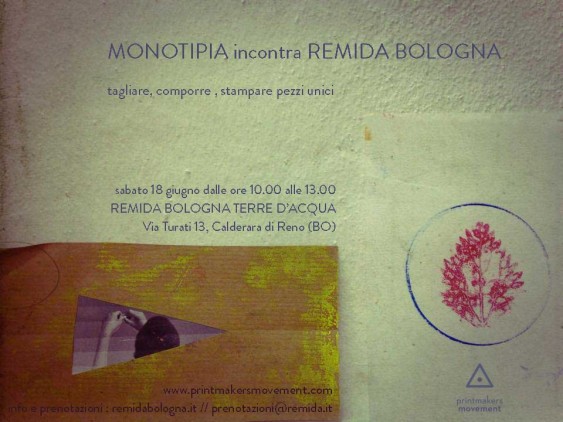 MONOTIPIA incontra REMIDA BOLOGNA
tagliare, comporre , stampare pezzi unici
sabato 18 giugno dalle ore 10.00 alle 13.00
REMIDA BOLOGNA TERRE D'ACQUA
Via Turati 13, Calderara di Reno (BO)
www.printmakersmovement.com
info e prenotazioni : remidabologna.it // prenotazioni@remida.it
printmakers
movement